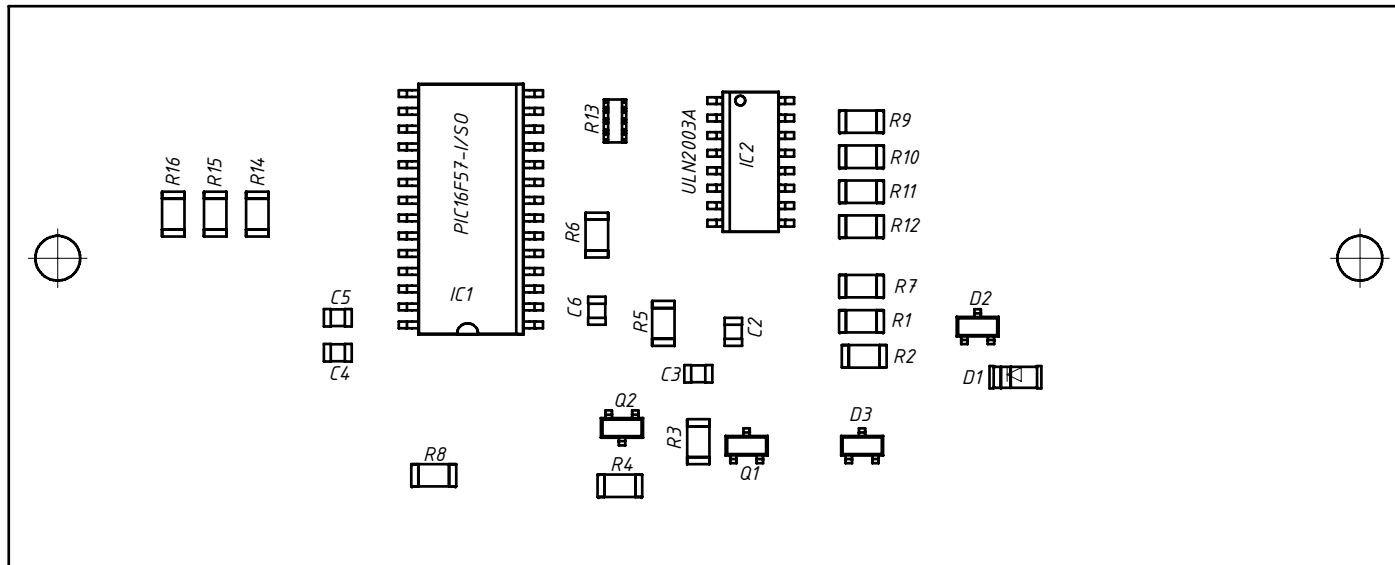 R16
R15
R14
PIC16F57-I/SO
IC1
R13
ULN2003A
IC2
R9
R10
R11
R12
R6
C5
C4
C6
R5
C2
C3
R7
R1
R2
D2
D1
Q2
R3
Q1
D3
R8
R4